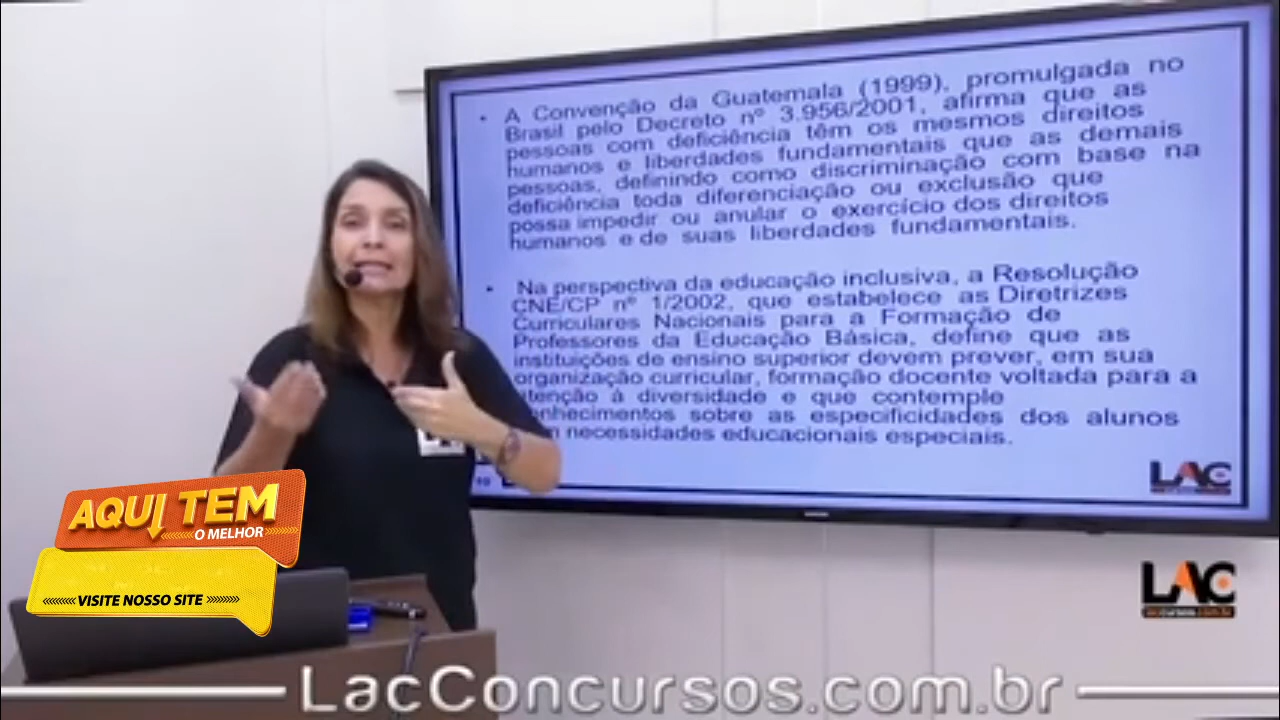 • A Convenção da Guatemala (1999), promulgada no
Brasil pelo Decreto nº 3.956/2001, afirma que as
pessoas com deficiência têm os mesmos direitos
humanos e liberdades fundamentais que as demais
pessoas, definindo como discriminação com base na
deficiência toda diferenciação ou exclusão que
possa impedir ou anular o exercício dos direitos
humanos e de suas liberdades fundamentais.
• Na perspectiva da educação inclusiva, a Resolução
CNE/CP nº 1/2002, que estabelece as Diretrizes
Curriculares Nacionais para a Formação de
Professores da Educação Básica, define que as
instituições de ensino superior devem prever, em sua
organização curricular, formação docente voltada para a
atenção à diversidade e que contemple
nhecimentos sobre as especificidades dos alunos
necessidades educacionais especiais.
10
LAC
AQUI TEM
O MELHOR
VISITE NOSSO SITE
LAC
laccursos.com.br
LacConcursos.com.br